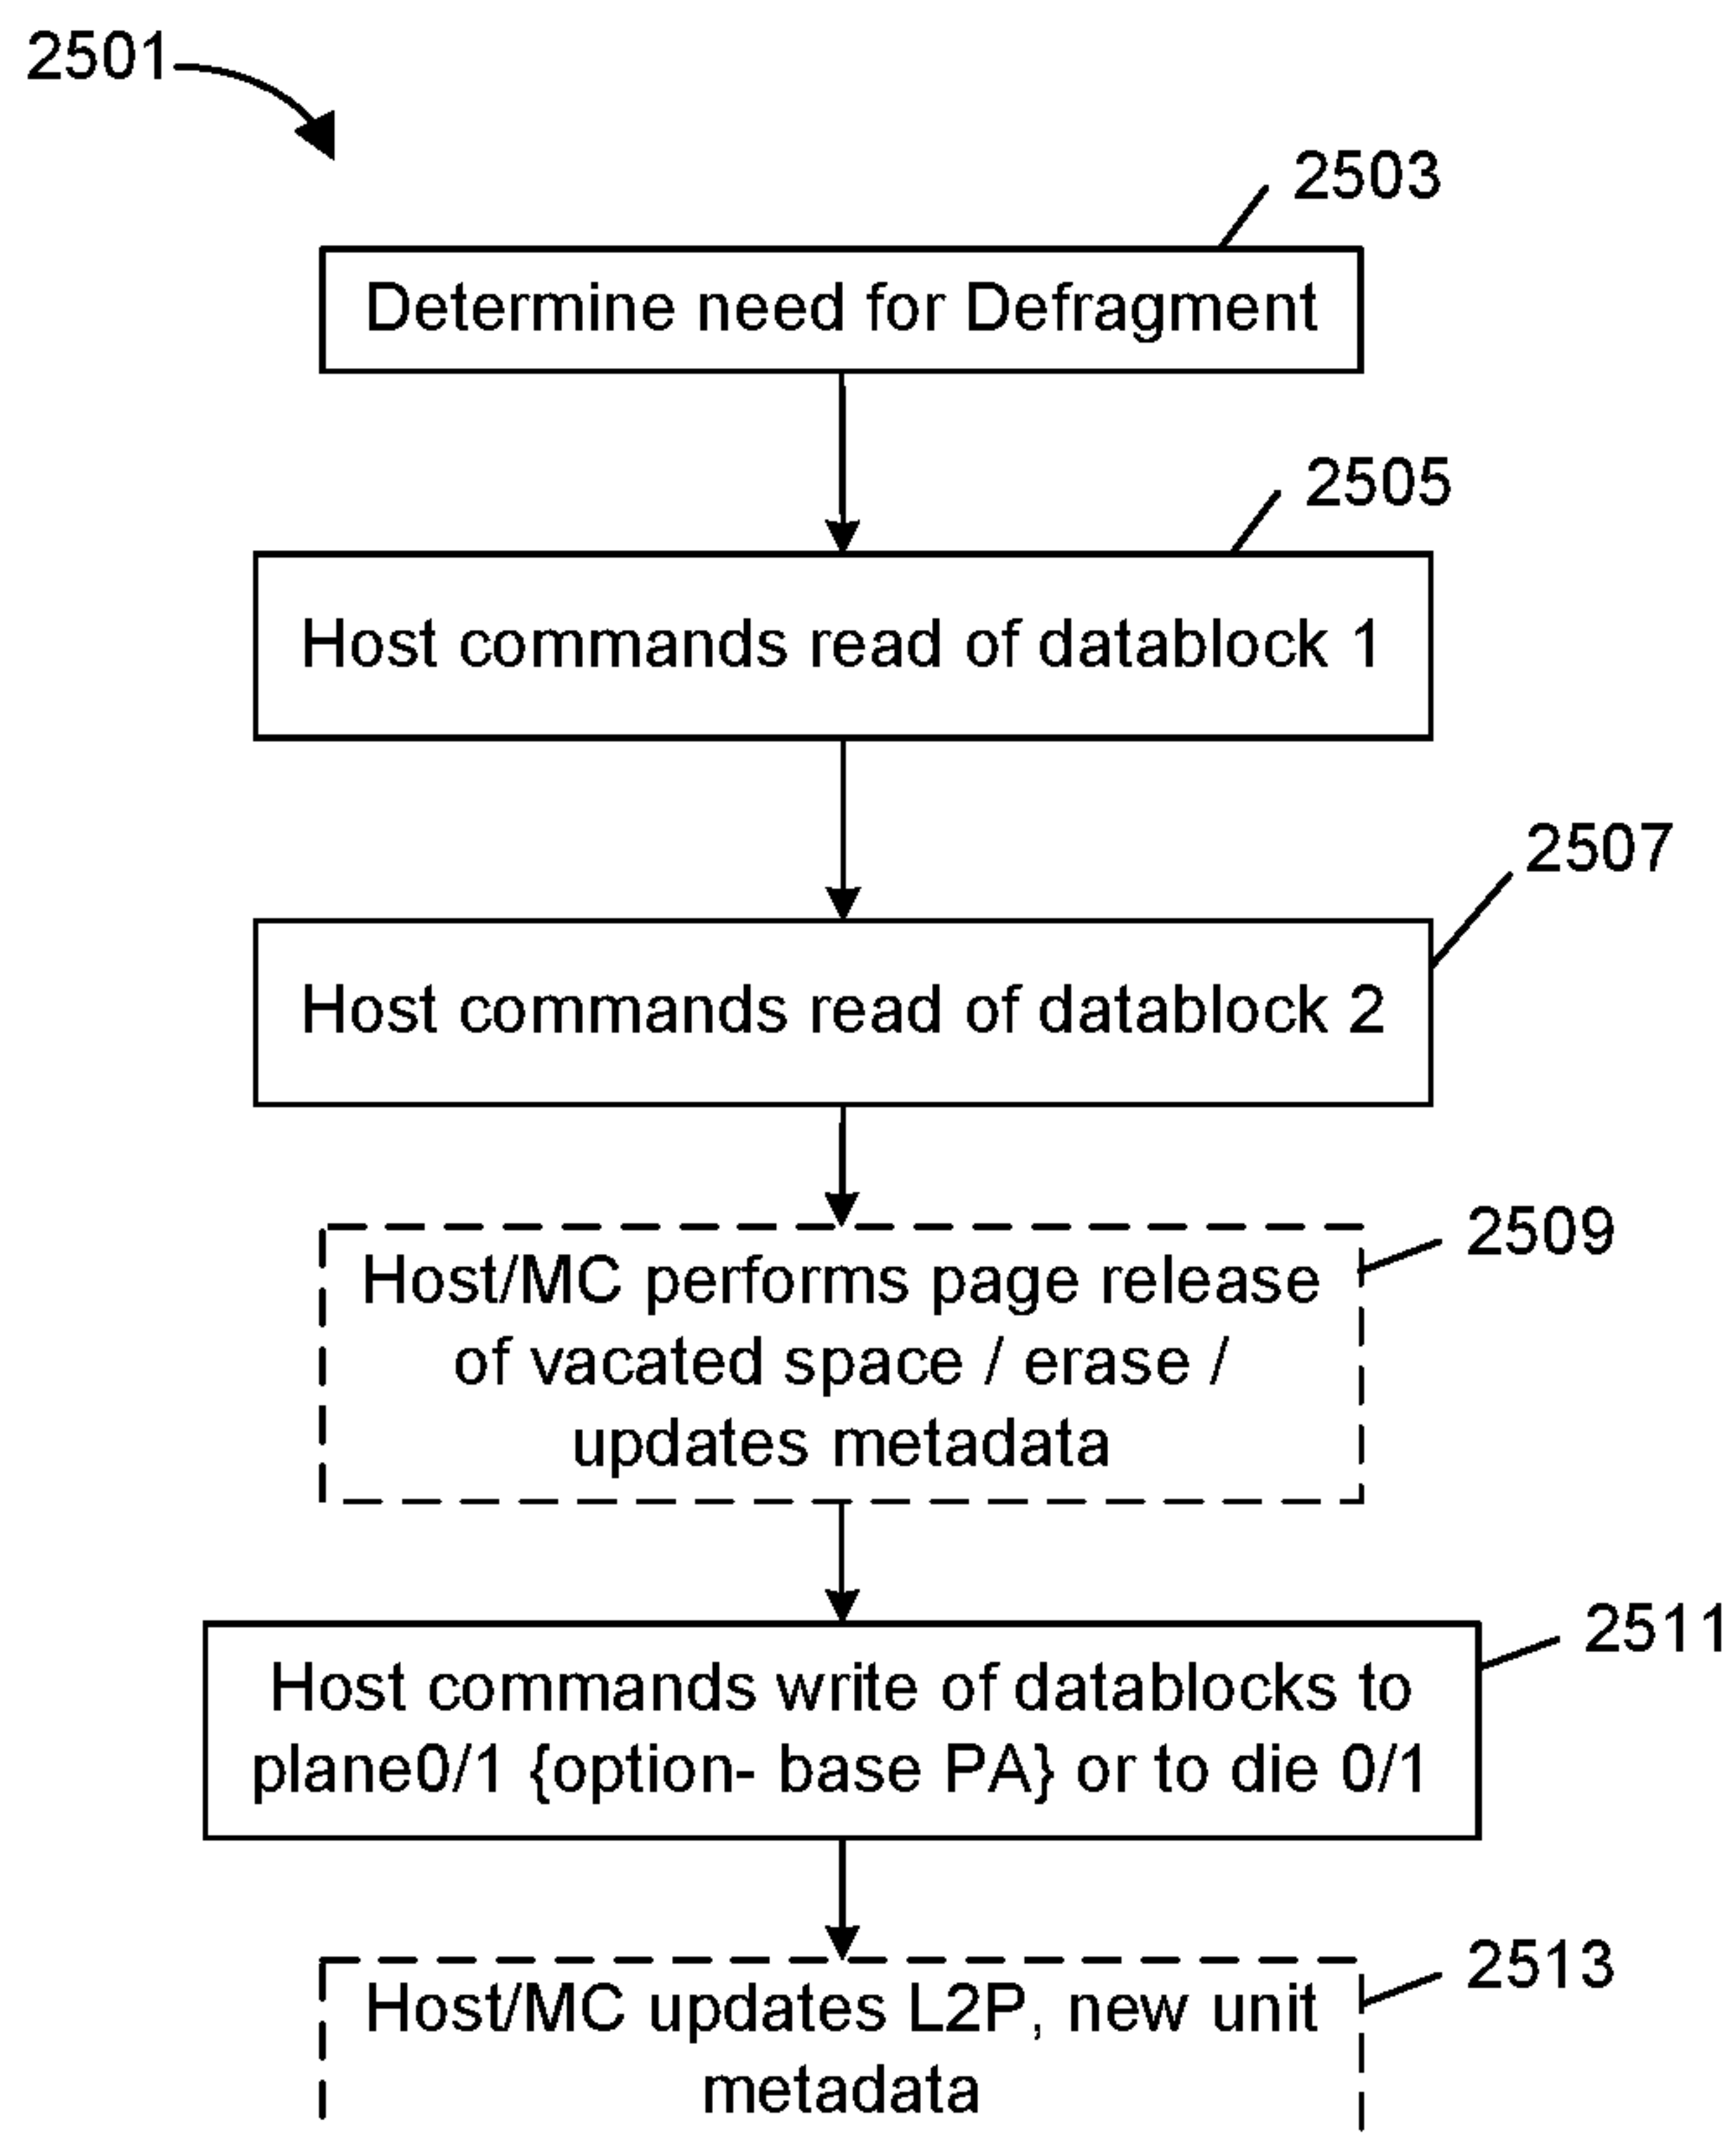 2501
2503
Determine need for Defragment
2505
Host commands read of datablock 1
2507
Host commands read of datablock 2
2509
Host/MC performs page release
of vacated space / erase /
updates metadata
2511
Host commands write of datablocks to
plane0/1 {option- base PA} or to die 0/1
2513
Host/MC updates L2P, new unit
metadata